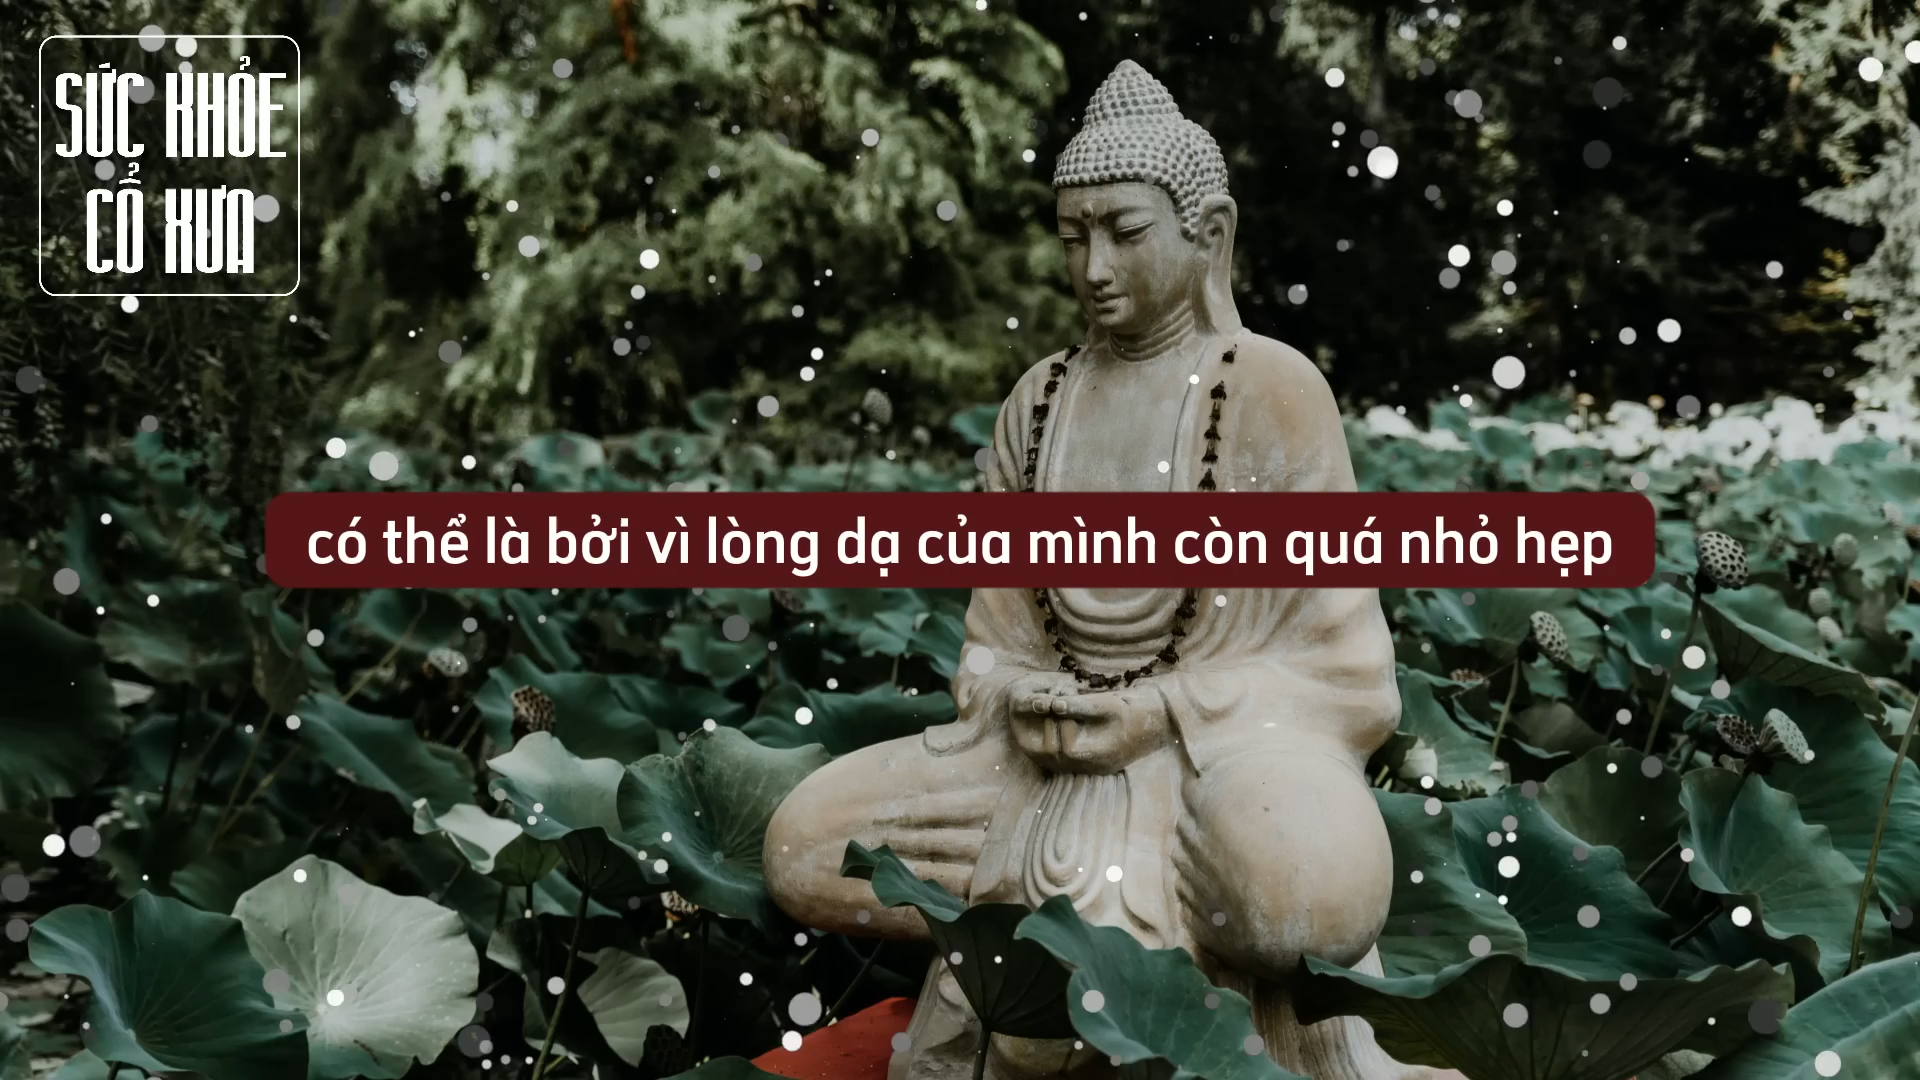 SỨC KHỎE
CỔ XƯA
có thể là bởi vì lòng dạ của mình còn quá nhỏ hẹp